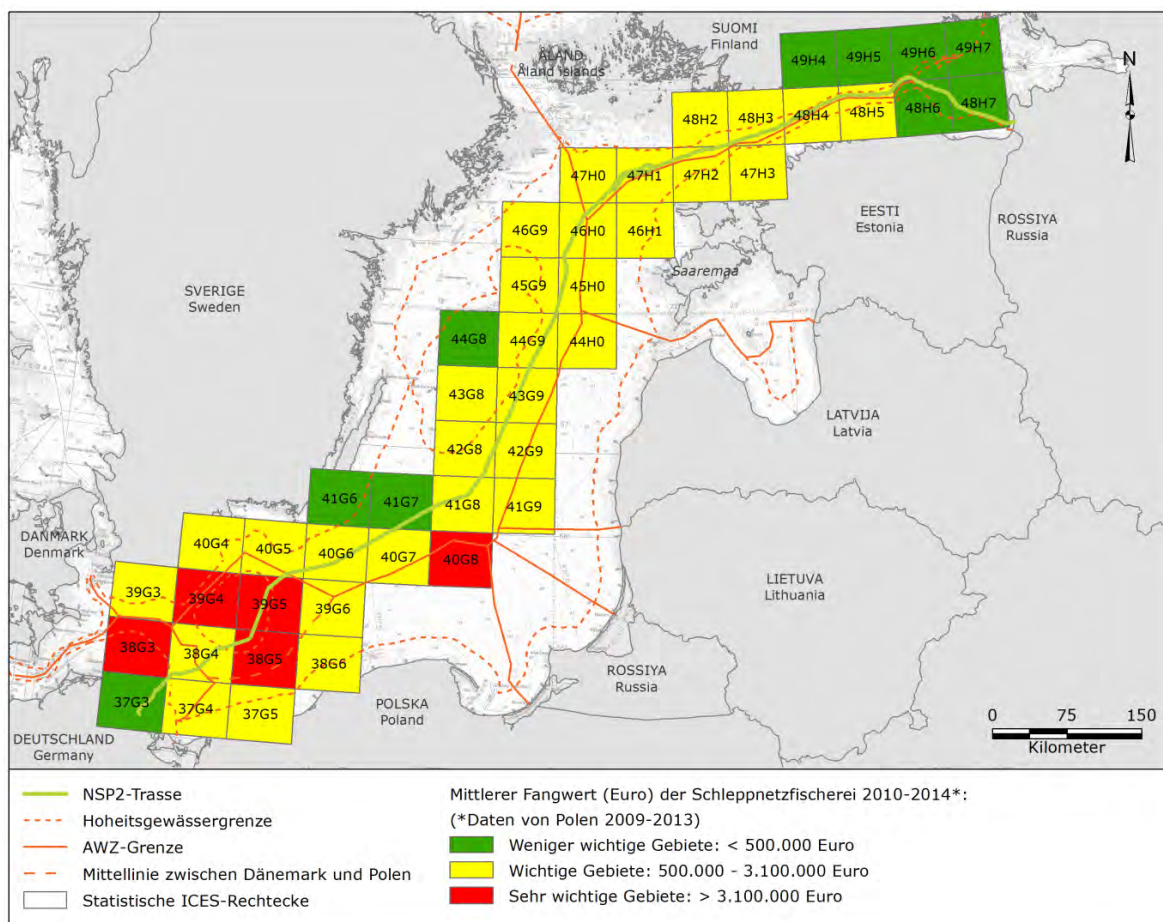 SUOMI
Finland
ÅLAND
Åland islands
N
49H4 49H5 49H6 49H7
48H2 48H3 48H4 48H5 48H6 48H7
47H0 47H1 47H2 47H3
46G9 46H0 46H1
EESTI
Estonia
ROSSIYA
Russia
Saaremaa
SVERIGE
Sweden
45G9 45H0
44G8 44G9 44H0
43G8 43G9
LATVIJA
Latvia
42G8 42G9
41G6 41G7 41G8 41G9
DANMARK
Denmark
40G4 40G5 40G6 40G7 40G8
LIETUVA
Lithuania
39G3 39G4 39G5 39G6
38G3 38G4 38G5 38G6
ROSSIYA
Russia
37G3 37G4 37G5
POLSKA
Poland
DEUTSCHLAND
Germany
0 75 150
Kilometer
NSP2-Trasse
Hoheitsgewässergrenze
AWZ-Grenze
Mittellinie zwischen Dänemark und Polen
Statistische ICES-Rechtecke
Mittlerer Fangwert (Euro) der Schleppnetzfischerei 2010-2014*:
(*Daten von Polen 2009-2013)
Weniger wichtige Gebiete: < 500.000 Euro
Wichtige Gebiete: 500.000 - 3.100.000 Euro
Sehr wichtige Gebiete: > 3.100.000 Euro